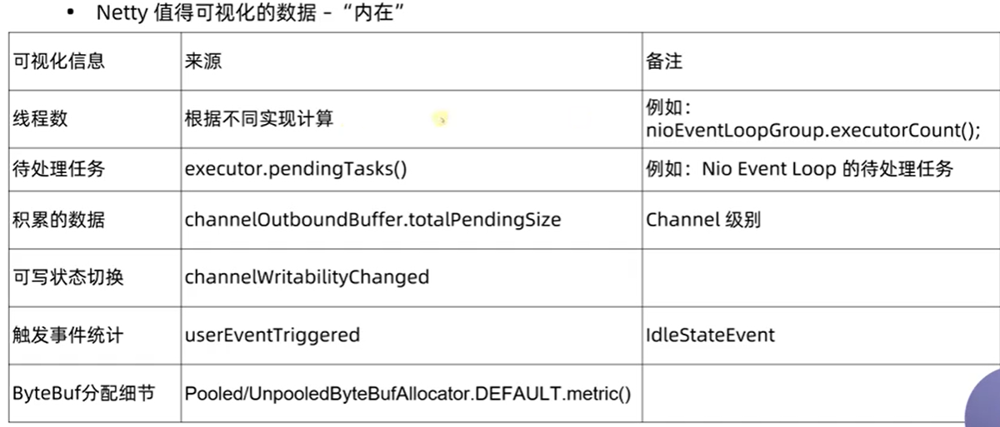 • Netty 值得可视化的数据 – “内在”
可视化信息 来源 备注
线程数 根据不同实现计算 例如：
nioEventLoopGroup.executorCount();
待处理任务 executor.pendingTasks() 例如：Nio Event Loop 的待处理任务
积累的数据 channelOutboundBuffer.totalPendingSize Channel 级别
可写状态切换 channelWritabilityChanged
触发事件统计 userEventTriggered IdleStateEvent
ByteBuf分配细节 Pooled/UnpooledByteBufAllocator.DEFAULT.metric()